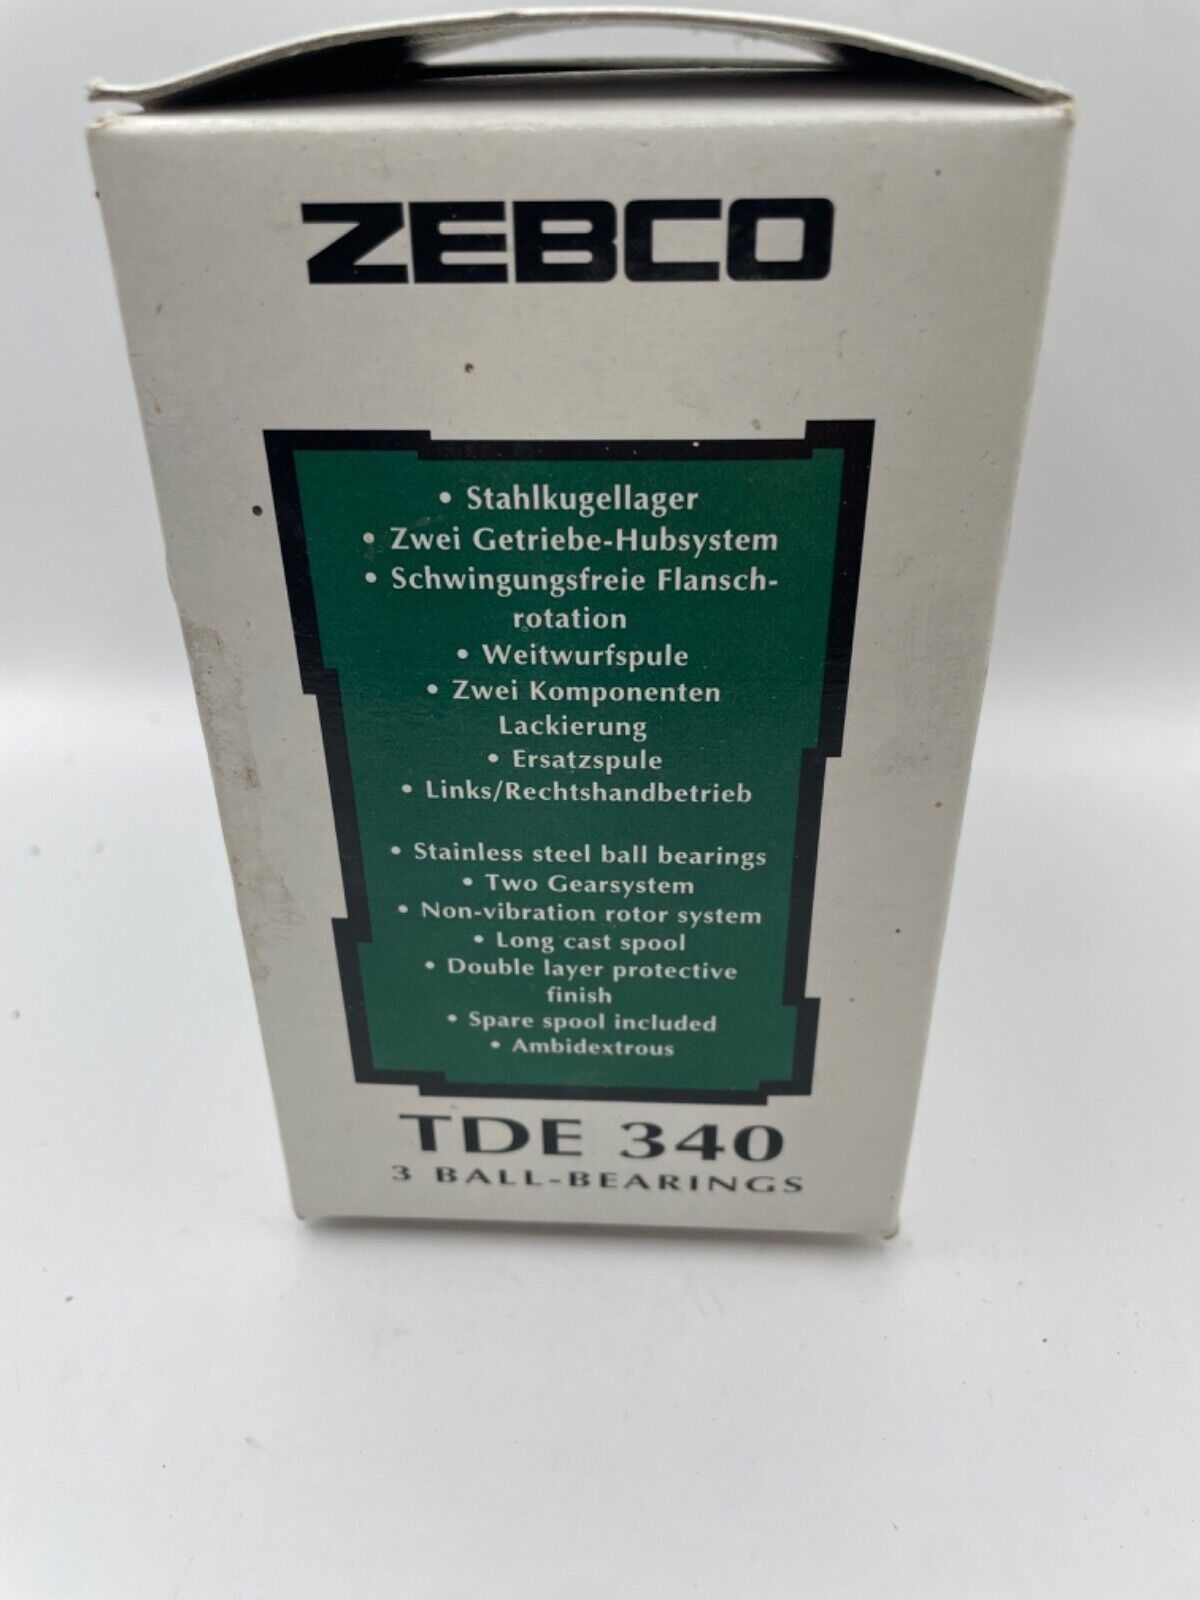 ZEBCO
• Stahlkugellager
• Zwei Getriebe-Hubsystem
• Schwingungsfreie Flansch-
rotation
• Weitwurfspule
• Zwei Komponenten
Lackierung
• Ersatzspule
• Links/Rechtshandbetrieb
• Stainless steel ball bearings
• Two Gearsystem
• Non-vibration rotor system
• Long cast spool
• Double layer protective
finish
• Spare spool included
• Ambidextrous
TDE 340
3 BALL-BEARINGS